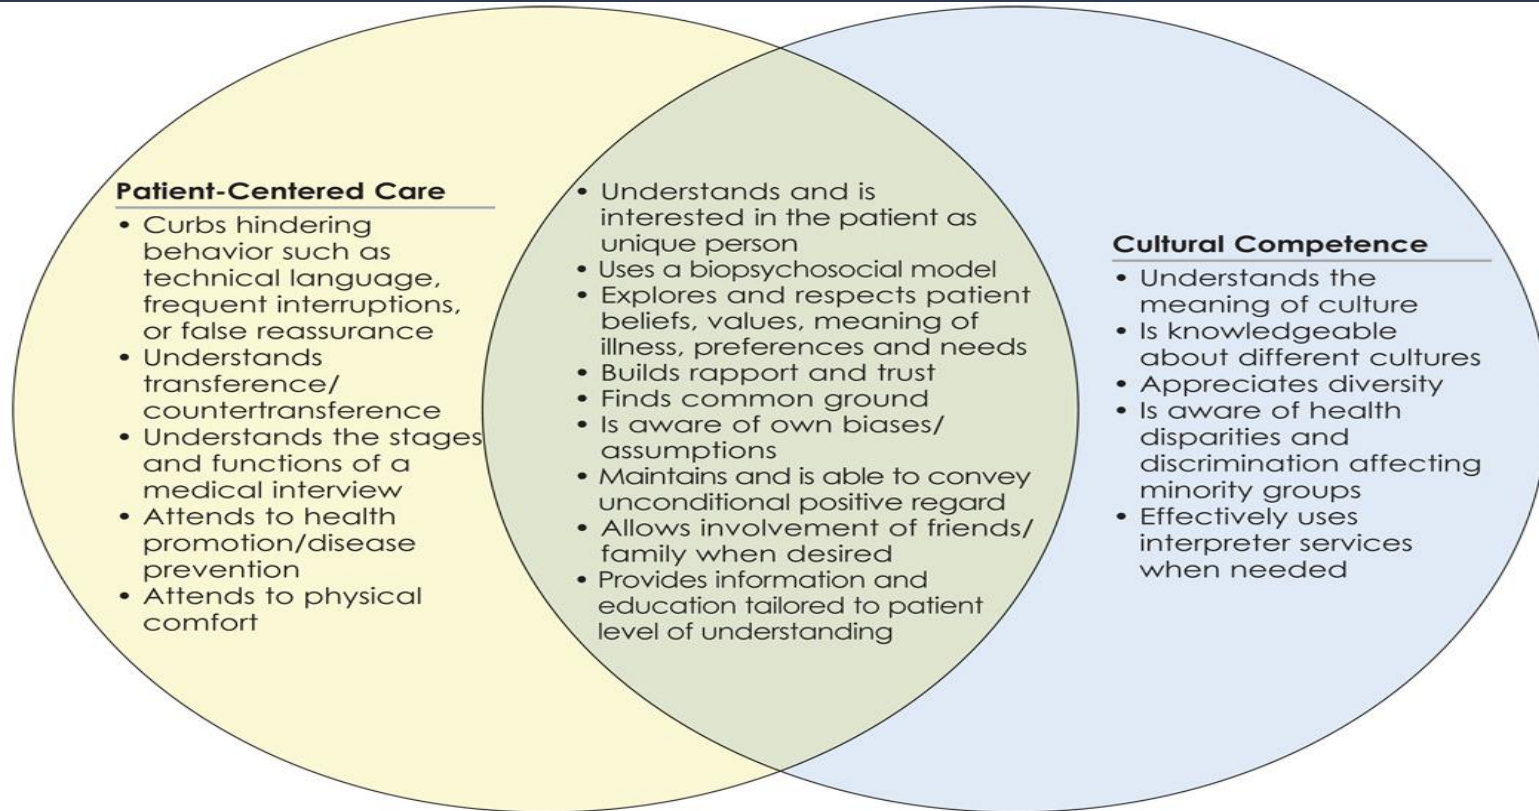 Patient-Centered Care
• Curbs hindering
behavior such as
technical language,
frequent interruptions,
or false reassurance
• Understands
transference/
countertransference
• Understands the stages
and functions of a
medical interview
• Attends to health
promotion/disease
prevention
• Attends to physical
comfort
• Understands and is
interested in the patient as
unique person
• Uses a biopsychosocial model
• Explores and respects patient
beliefs, values, meaning of
illness, preferences and needs
• Builds rapport and trust
• Finds common ground
• Is aware of own biases/
assumptions
• Maintains and is able to convey
unconditional positive regard
• Allows involvement of friends/
family when desired
• Provides information and
education tailored to patient
level of understanding
Cultural Competence
• Understands the
meaning of culture
• Is knowledgeable
about different cultures
• Appreciates diversity
• Is aware of health
disparities and
discrimination affecting
minority groups
• Effectively uses
interpreter services
when needed